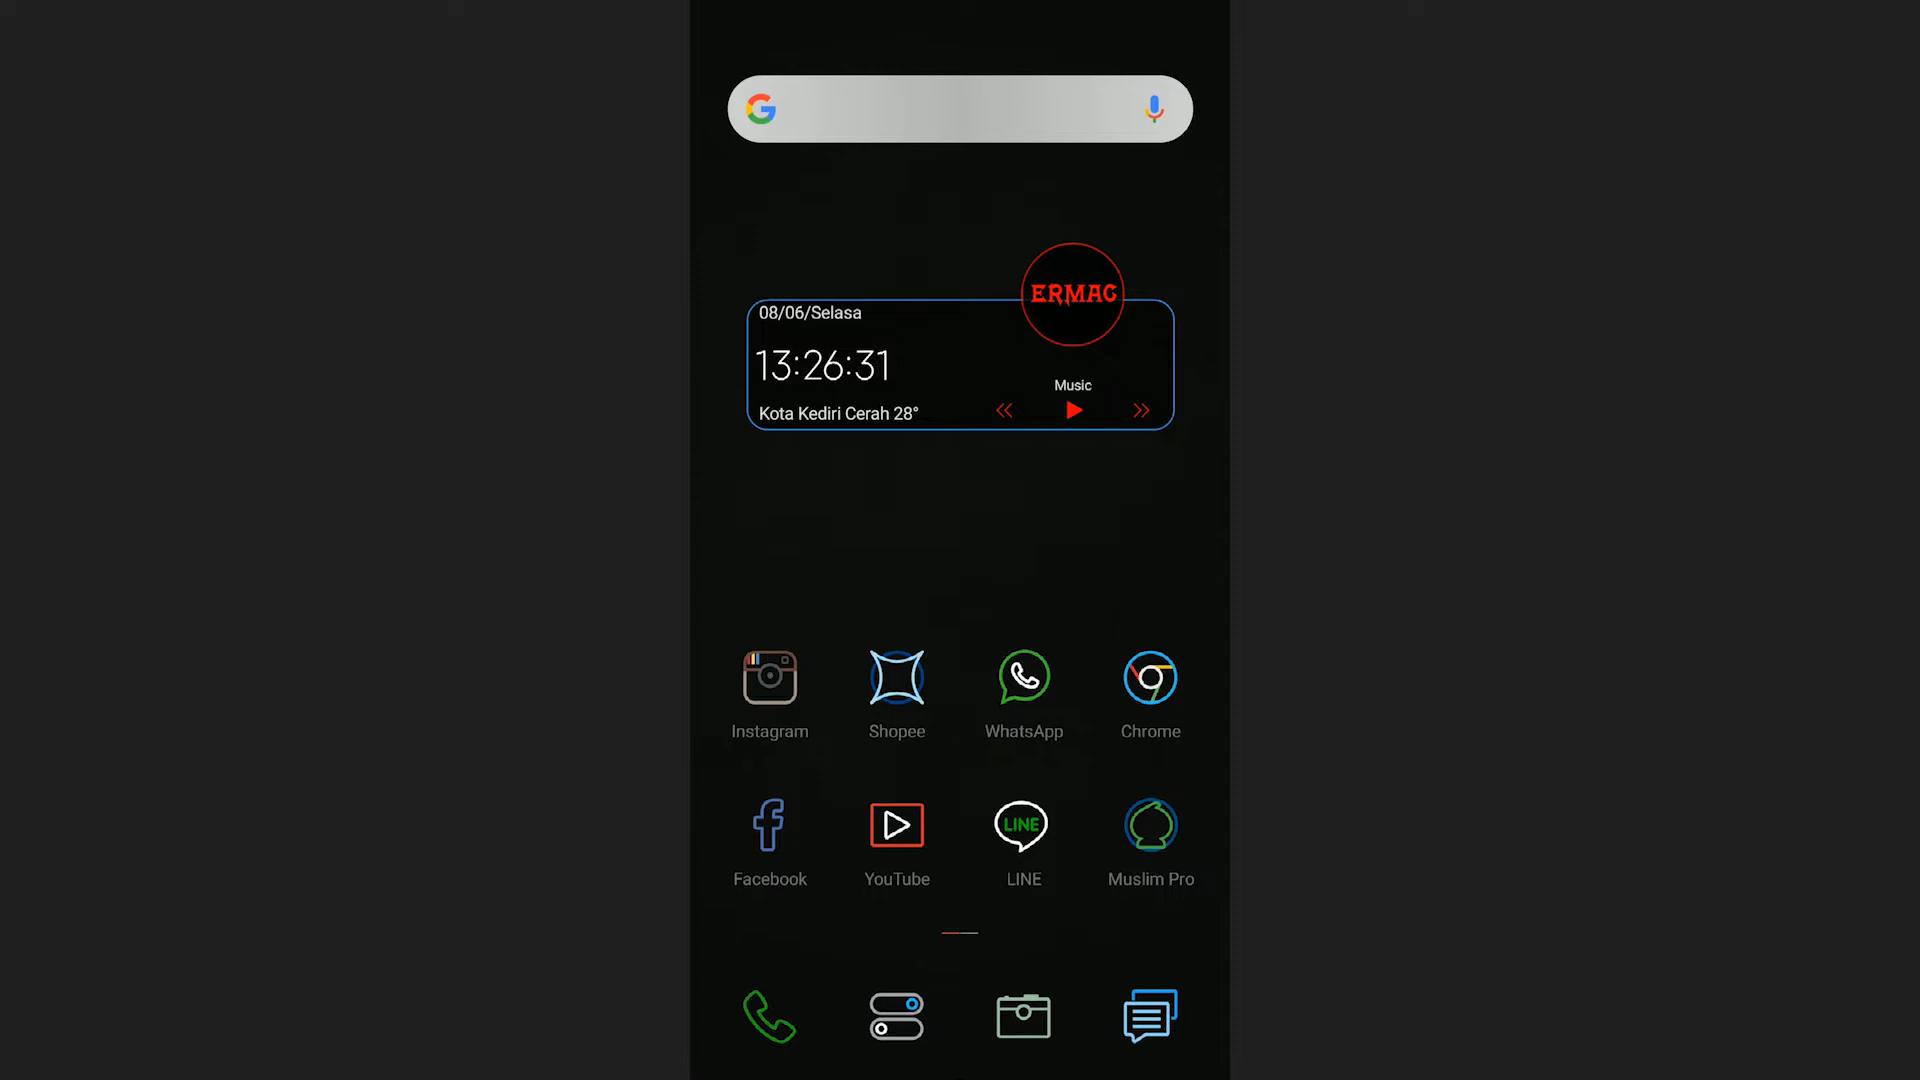 ERMAC
08/06/Selasa
13:26:31
Music
Kota Kediri Cerah 28°
Instagram
Shopee
WhatsApp
Chrome
LINE
Facebook
YouTube
LINE
Muslim Pro